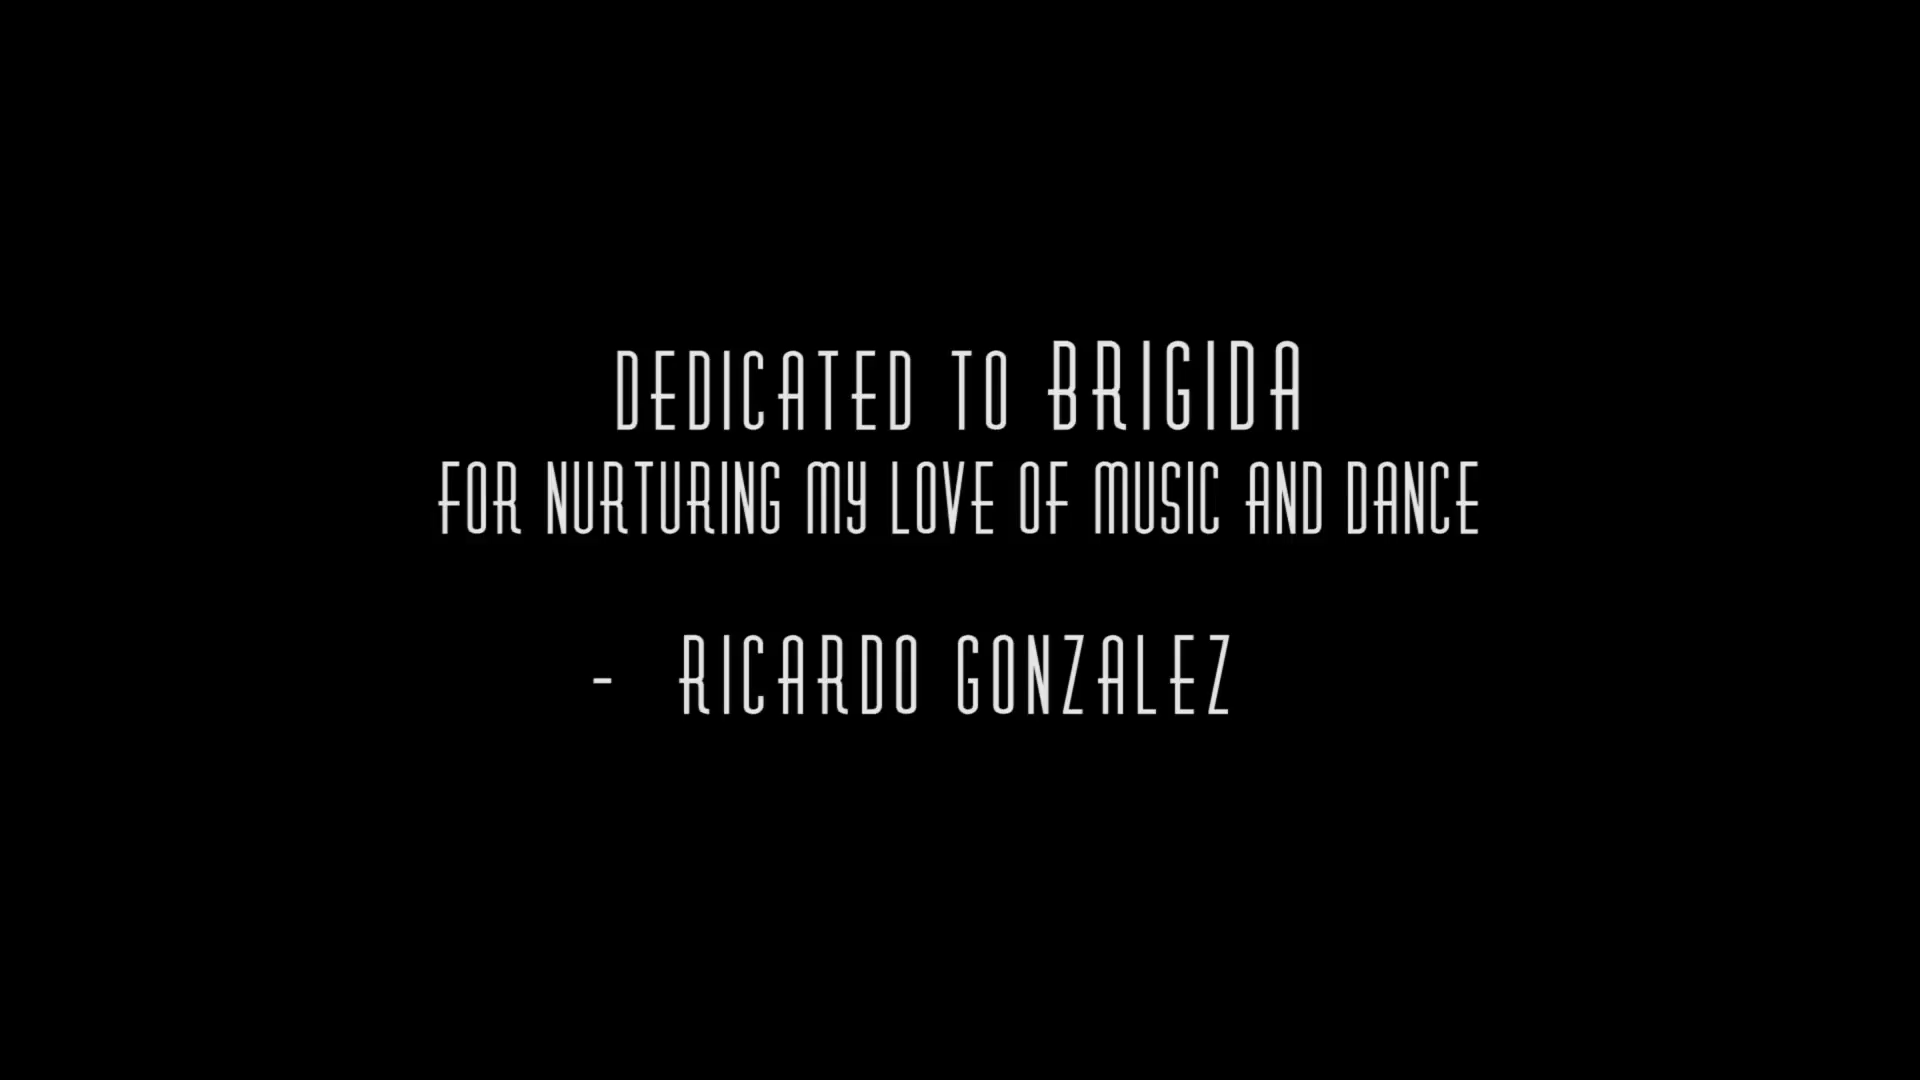 DEDICATED TO BRIGIDA
FOR NURTURING MY LOVE OF MUSIC AND DANCE
- RICARDO GONZALEZ